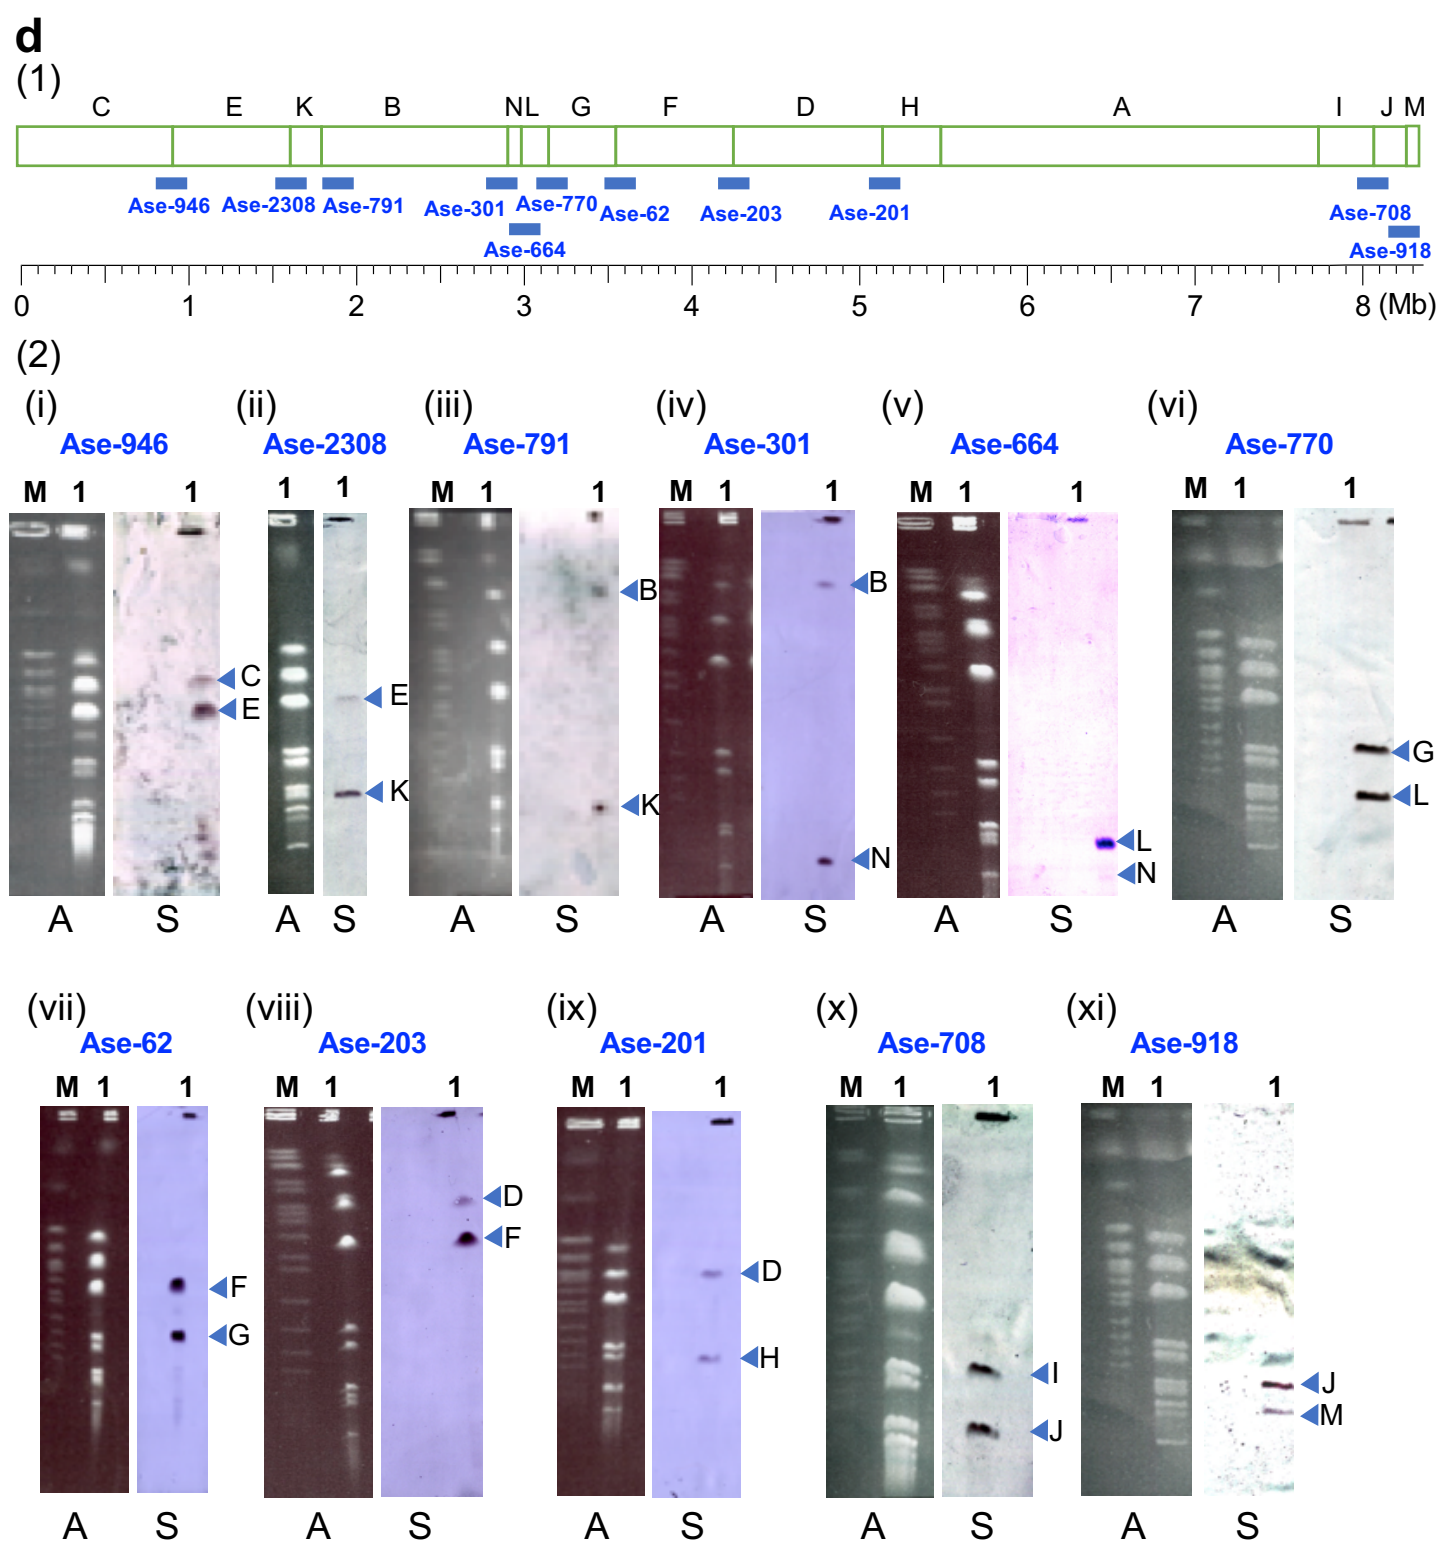 d
(1)
C E K B N L G F D H A I J M
Ase-946 Ase-2308 Ase-791 Ase-301 Ase-770 Ase-62 Ase-203 Ase-201 Ase-708
Ase-664 Ase-918
0 1 2 3 4 5 6 7 8 (Mb)
(2)
(i) (ii) (iii) (iv) (v) (vi)
Ase-946 Ase-2308 Ase-791 Ase-301 Ase-664 Ase-770
M 1 1 1 1 M 1 1 M 1 1 M 1 1 M 1 1
B B
C E
E K K G
L
L
N N
A S A S A S A S A S A S
(vii) (viii) (ix) (x) (xi)
Ase-62 Ase-203 Ase-201 Ase-708 Ase-918
M 1 1 M 1 1 M 1 1 M 1 1 M 1 1
D
F D
F
G H I J
J M
A S A S A S A S A S